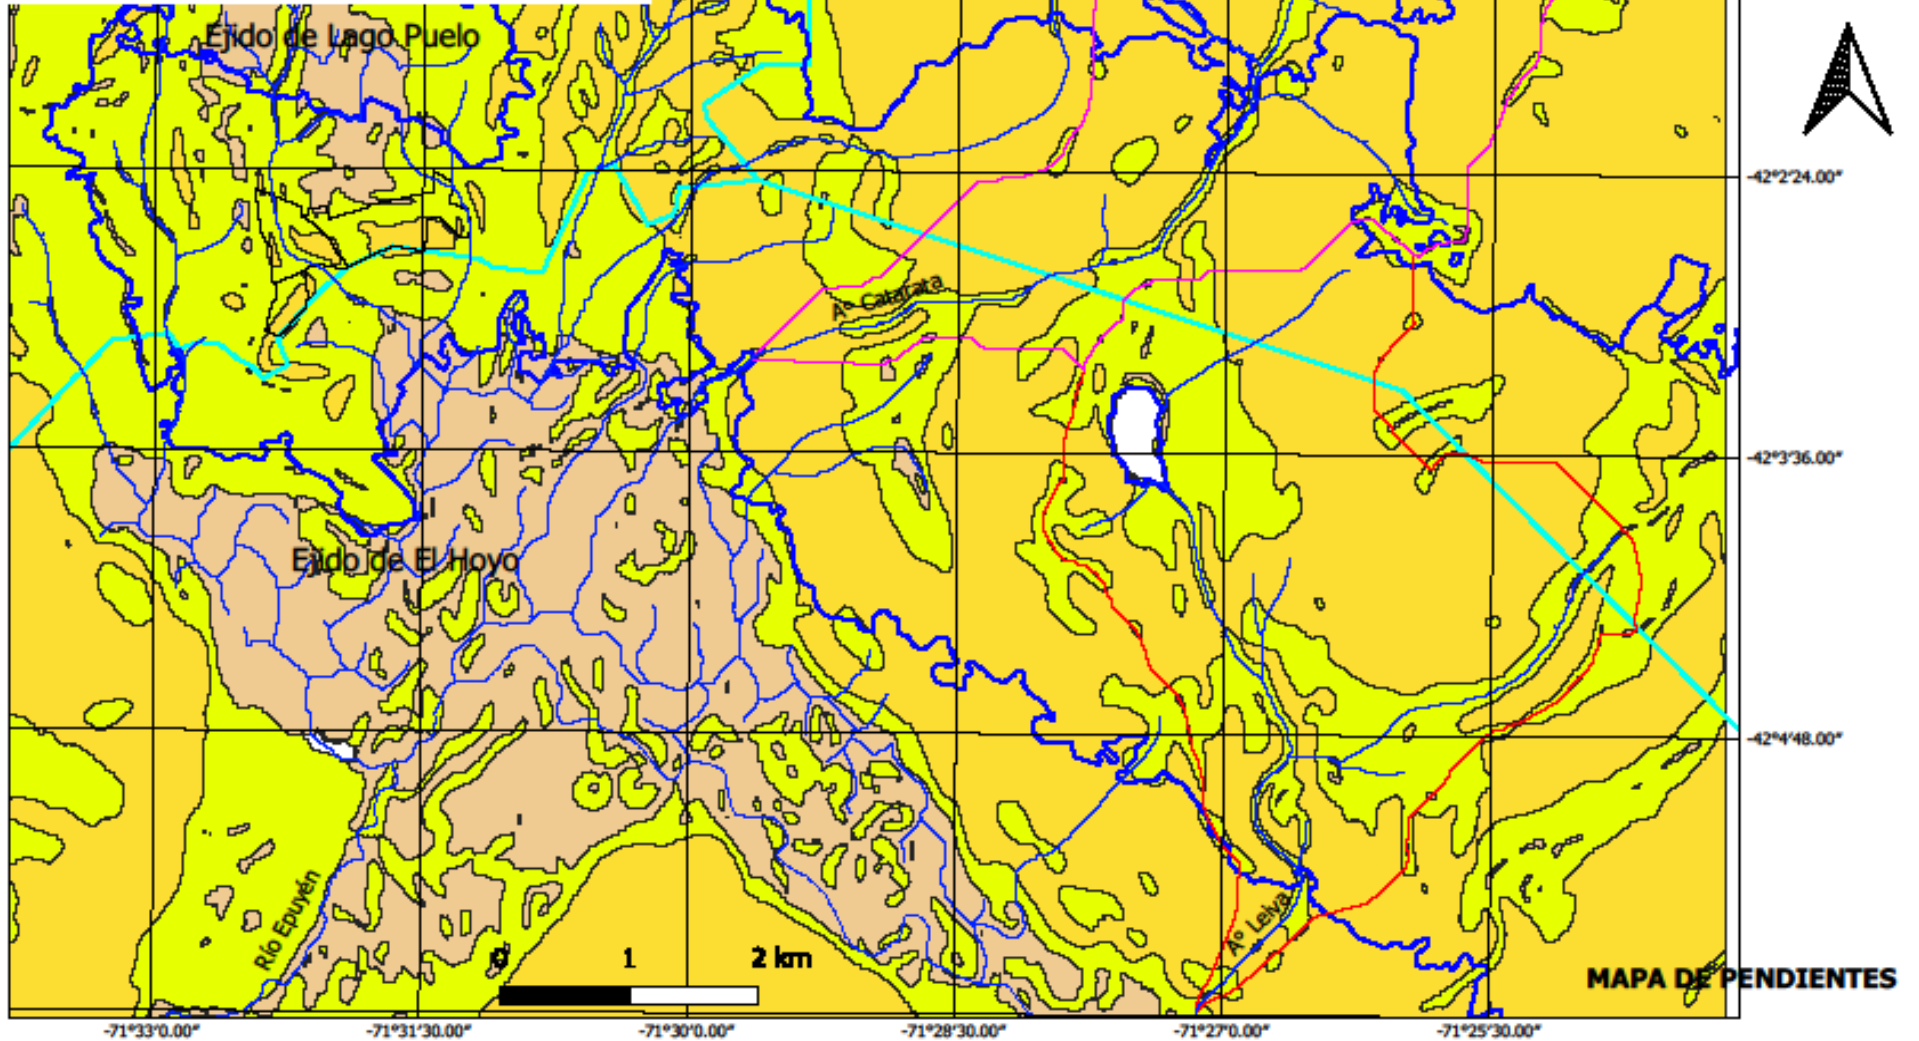 Ejido de Lago Puelo
-42°2'24.00"
Aº Catarata
-42°3'36.00"
Ejido de El Hoyo
-42°4'48.00"
Río Epuyén
Aº Leiva
0 1 2 km
MAPA DE PENDIENTES
-71°33'0.00" -71°31'30.00" -71°30'0.00" -71°28'30.00" -71°27'0.00" -71°25'30.00"